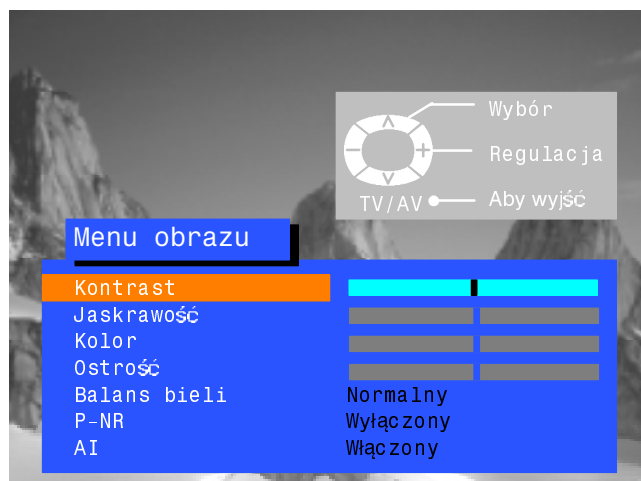 Wybór
Regulacja
TV/AV Aby wyjść
Menu obrazu
Kontrast
Jaskrawość
Kolor
Ostrość
Balans bieli Normalny
P-NR Wyłączony
AI Włączony